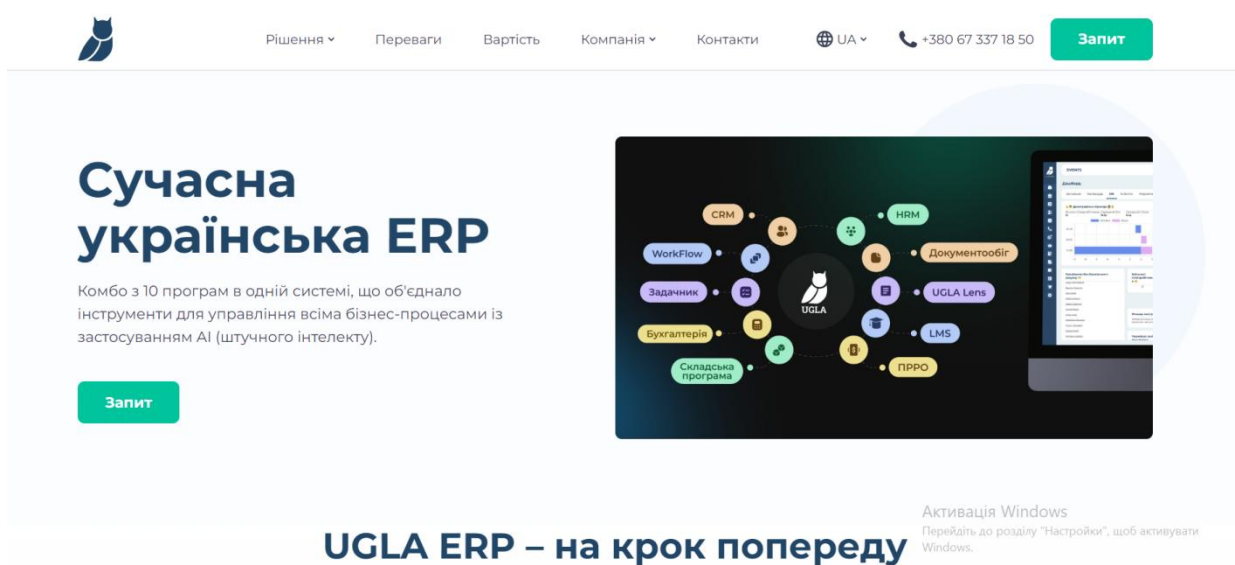 Рішення
Переваги
Вартість
Компанія
Контакти
UA
+380 67 337 18 50
Запит
Сучасна
українська ERP
Комбо з 10 програм в одній системі, що об'єднало
інструменти для управління всіма бізнес-процесами із
застосуванням AI (штучного інтелекту).
Запит
CRM
HRM
WorkFlow
Документообіг
Задачник
UGLA
UGLA Lens
Бухгалтерія
LMS
Складська
програма
ПРРО
Активація Windows
Перейдіть до розділу "Настройки", щоб активувати
Windows.
UGLA ERP – на крок попереду